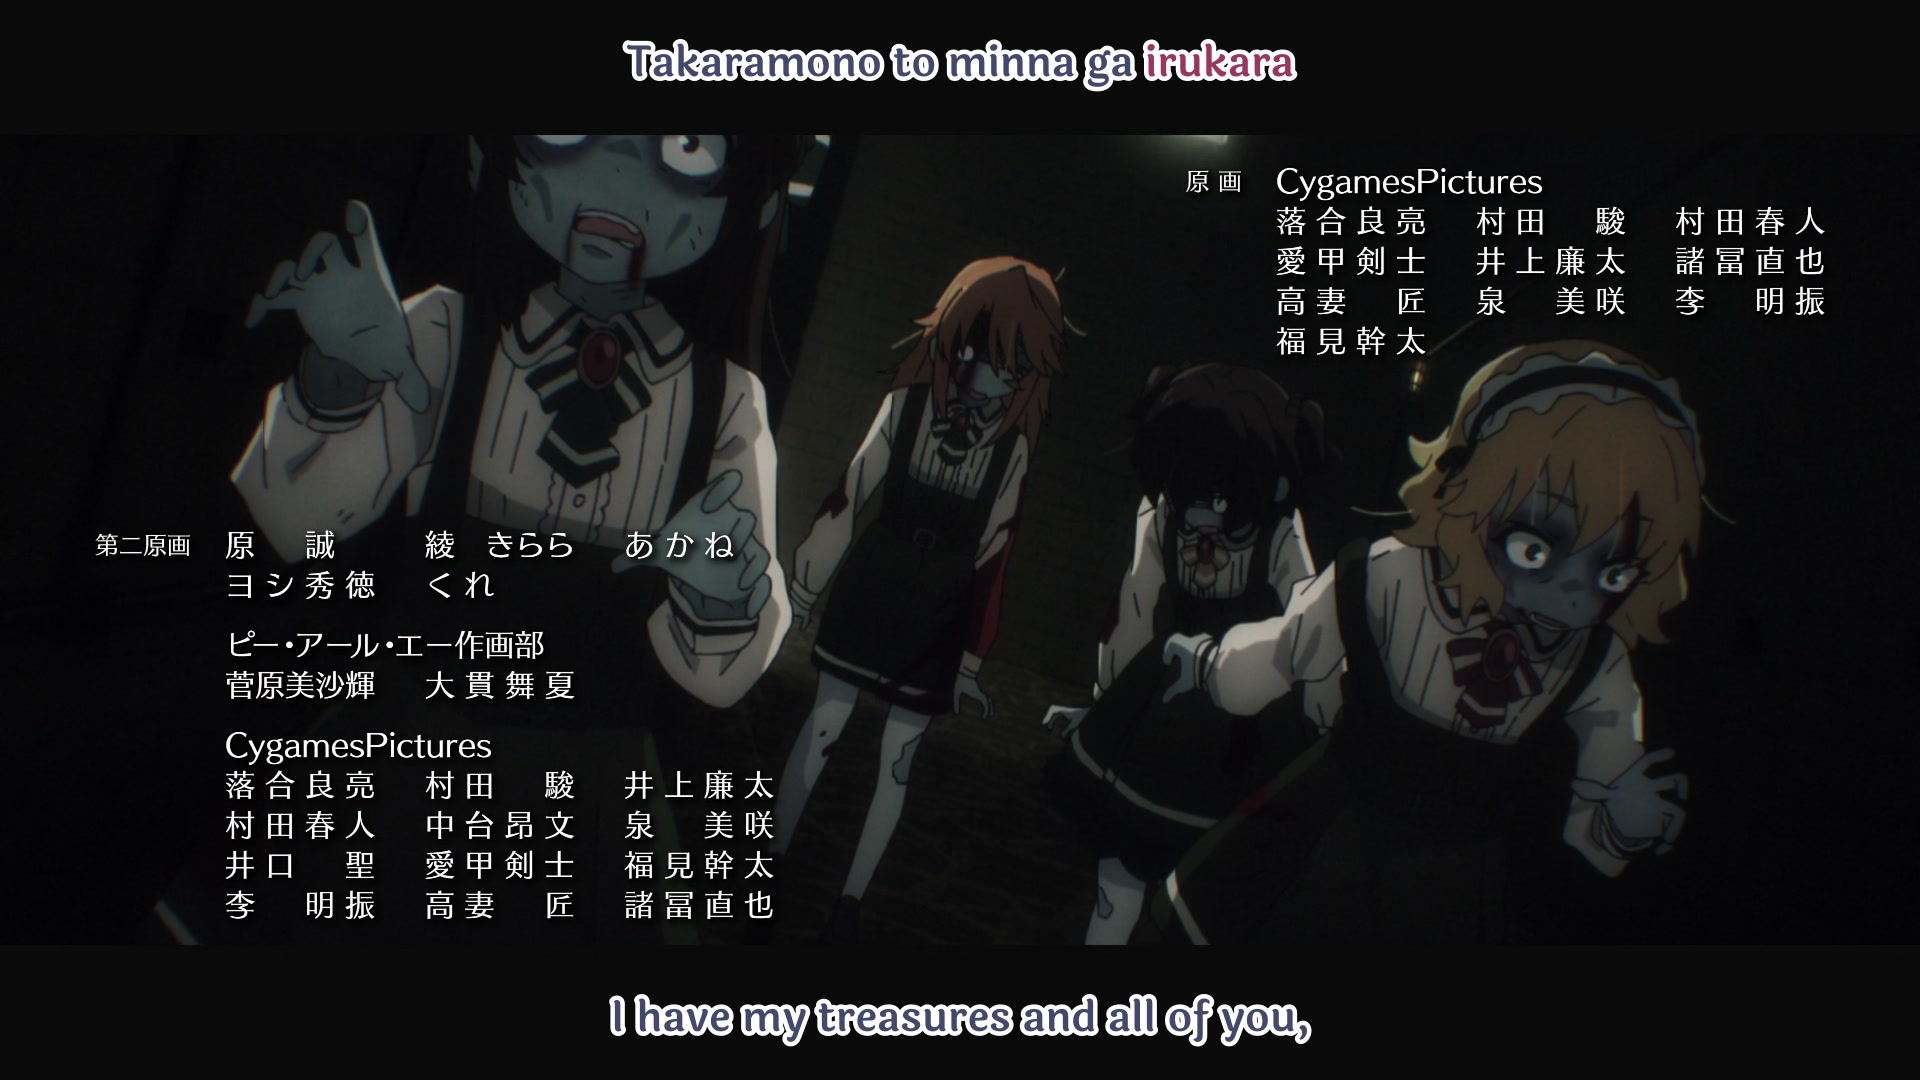 Takaramono to minna ga irukara
原画 CygamesPictures
落合良亮 村田 駿 村田春人
愛甲剣士 井上廉太 諸冨直也
高妻 匠 泉 美咲 李 明振
福見幹太
第二原画 原 誠 綾 きらら あかね
ヨシ秀徳 くれ
ピー・アール・エー作画部
菅原美沙輝 大貫舞夏
CygamesPictures
落合良亮 村田 駿 井上廉太
村田春人 中台昂文 泉 美咲
井口 聖 愛甲剣士 福見幹太
李 明振 高妻 匠 諸冨直也
I have my treasures and all of you,